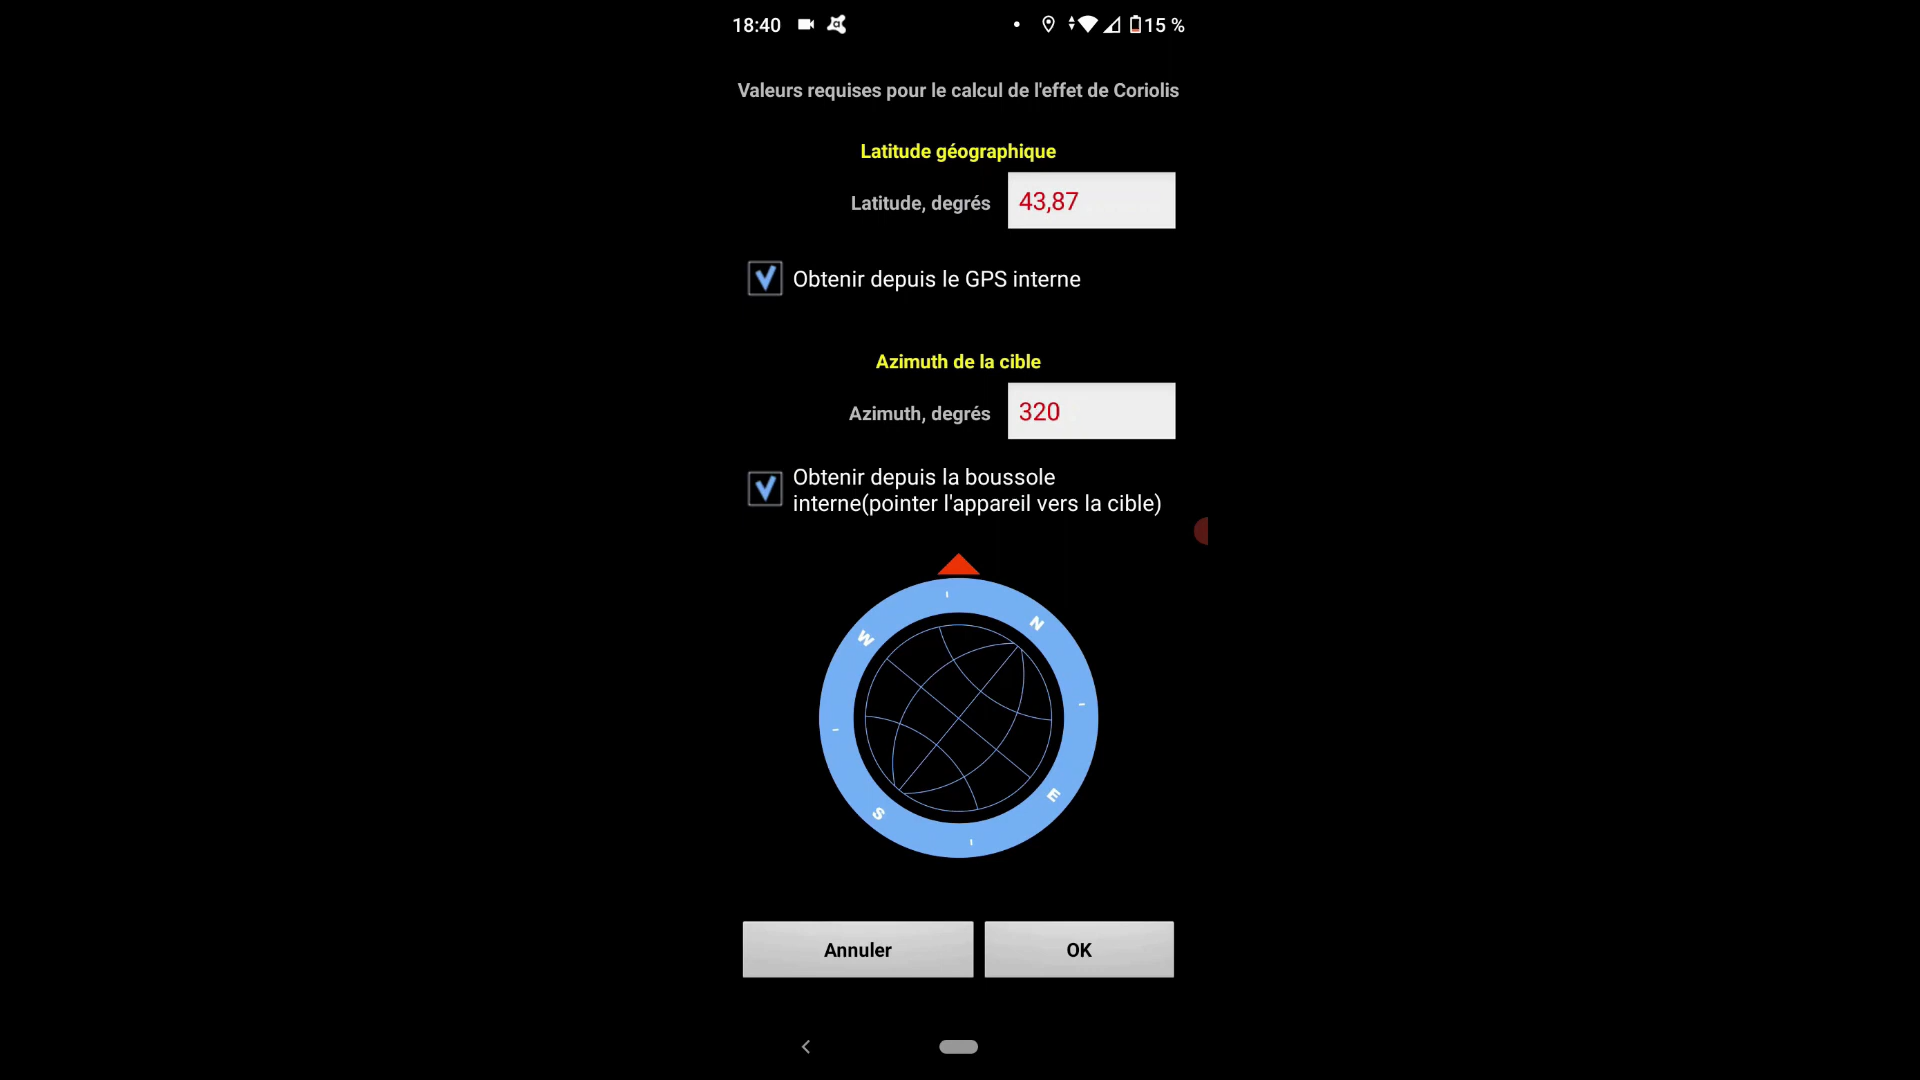 18:40
15 %
Valeurs requises pour le calcul de l'effet de Coriolis
Latitude géographique
Latitude, degrés 43,87
Obtenir depuis le GPS interne
Azimuth de la cible
Azimuth, degrés 320
Obtenir depuis la boussole
interne(pointer l'appareil vers la cible)
N
W
E
S
Annuler OK